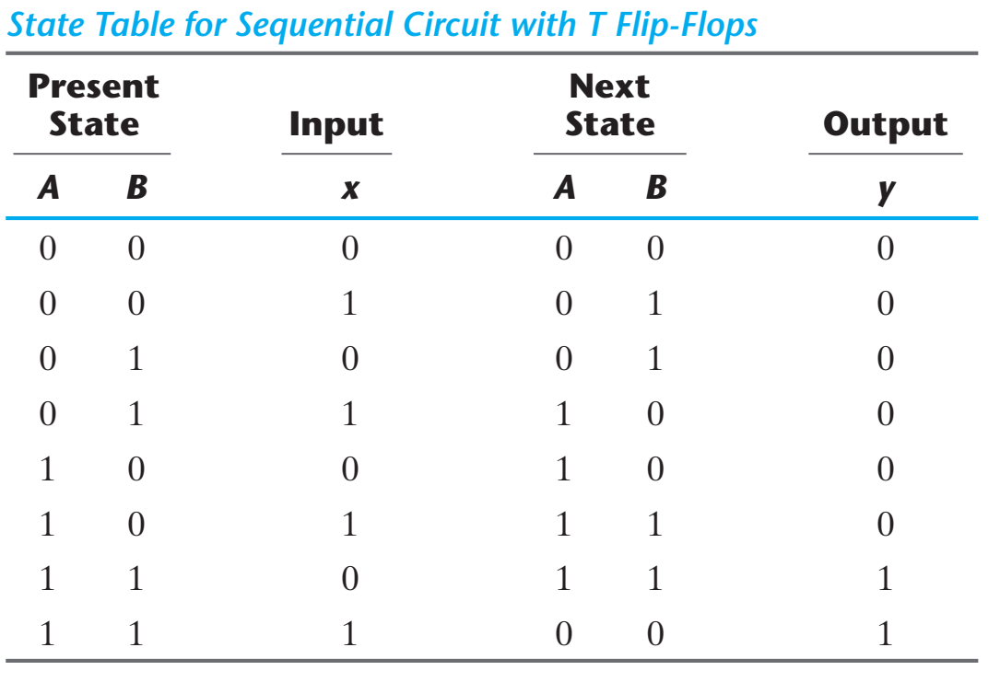 State Table for Sequential Circuit with T Flip-Flops
Present State Input Next State Output
A B x A B y
0 0 0 0 0 0
0 0 1 0 1 0
0 1 0 0 1 0
0 1 1 1 0 0
1 0 0 1 0 0
1 0 1 1 1 0
1 1 0 1 1 1
1 1 1 0 0 1